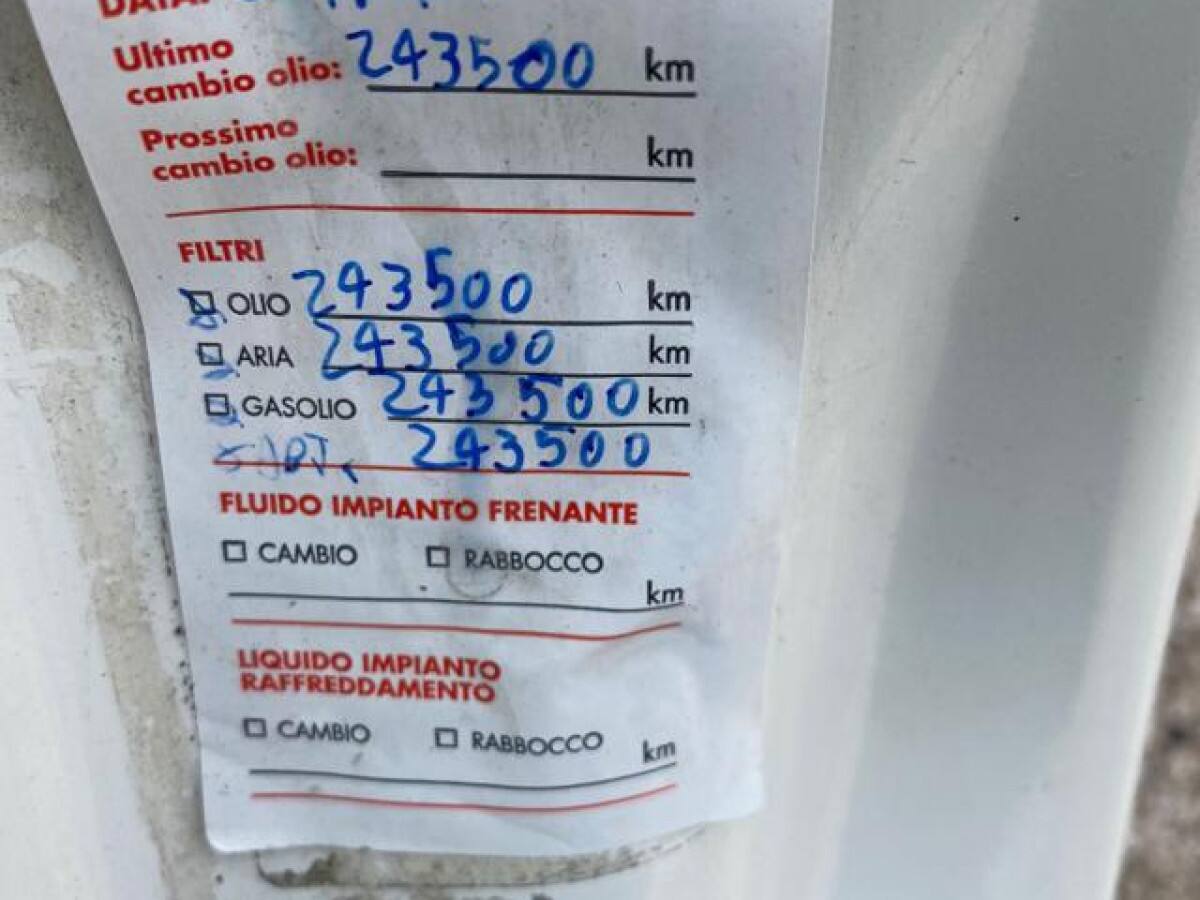 DATA:
Ultimo
cambio olio: 243500 km
Prossimo
cambio olio: km
FILTRI
OLIO 243500 km
ARIA 243500 km
GASOLIO 243500 km
243500
FLUIDO IMPIANTO FRENANTE
CAMBIO RABBOCCO
km
LIQUIDO IMPIANTO
RAFFREDDAMENTO
CAMBIO RABBOCCO
km